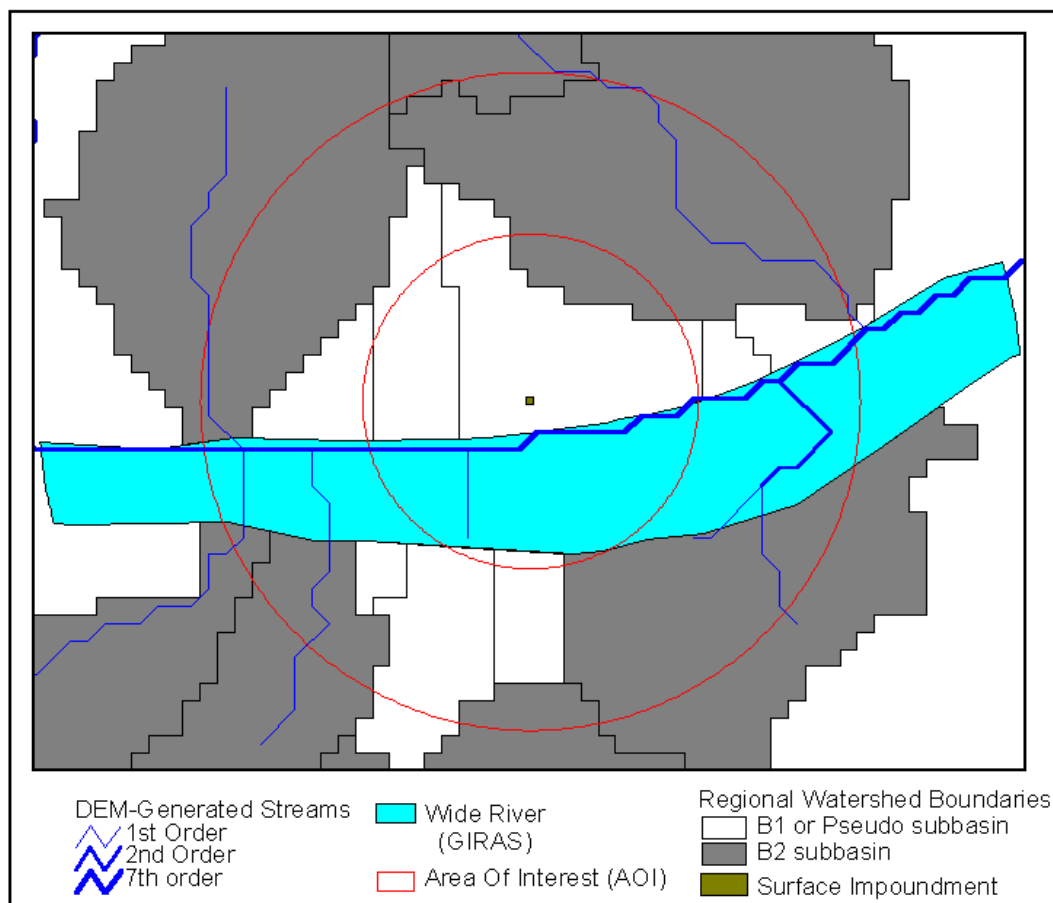 DEM-Generated Streams
1st Order
2nd Order
7th order
Wide River
(GIRAS)
Area Of Interest (AOI)
Regional Watershed Boundaries
B1 or Pseudo subbasin
B2 subbasin
Surface Impoundment